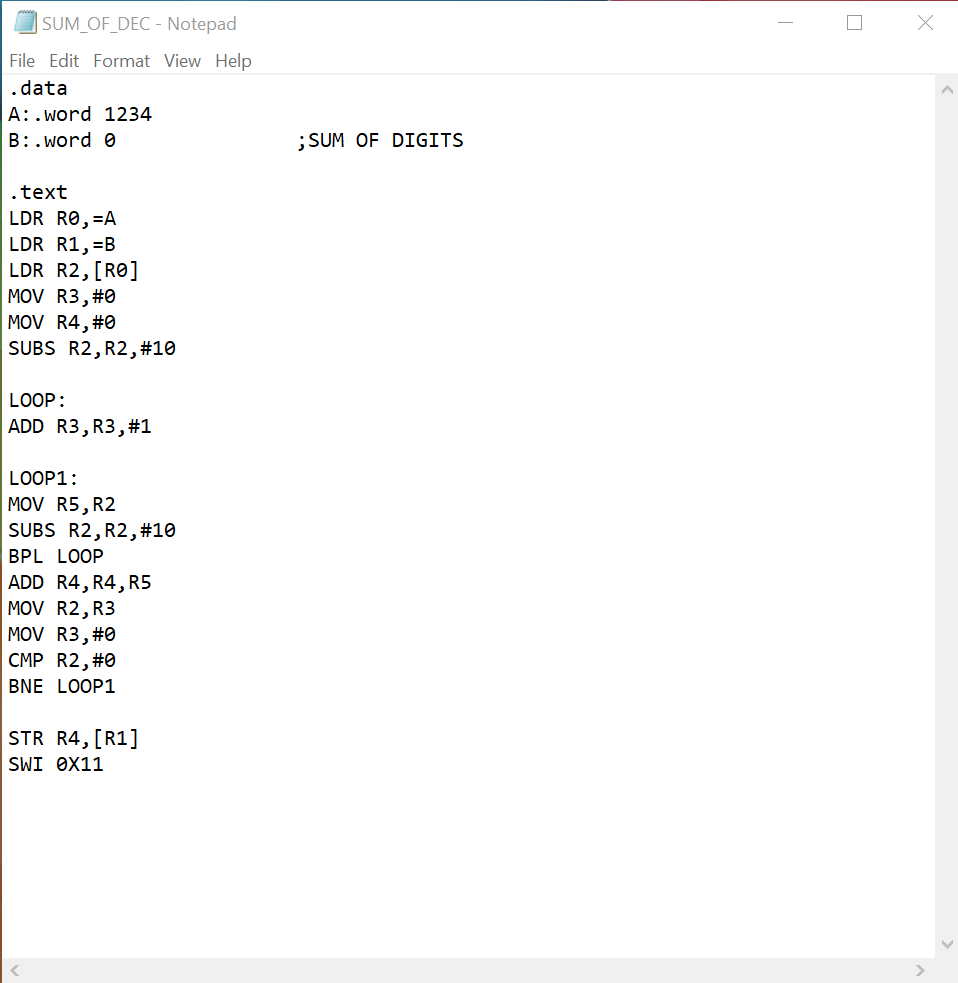 SUM_OF_DEC - Notepad
File Edit Format View Help
.data
A:.word 1234
B:.word 0               ;SUM OF DIGITS
.text
LDR R0,=A
LDR R1,=B
LDR R2,[R0]
MOV R3,#0
MOV R4,#0
SUBS R2,R2,#10
LOOP:
ADD R3,R3,#1
LOOP1:
MOV R5,R2
SUBS R2,R2,#10
BPL LOOP
ADD R4,R4,R5
MOV R2,R3
MOV R3,#0
CMP R2,#0
BNE LOOP1
STR R4,[R1]
SWI 0X11